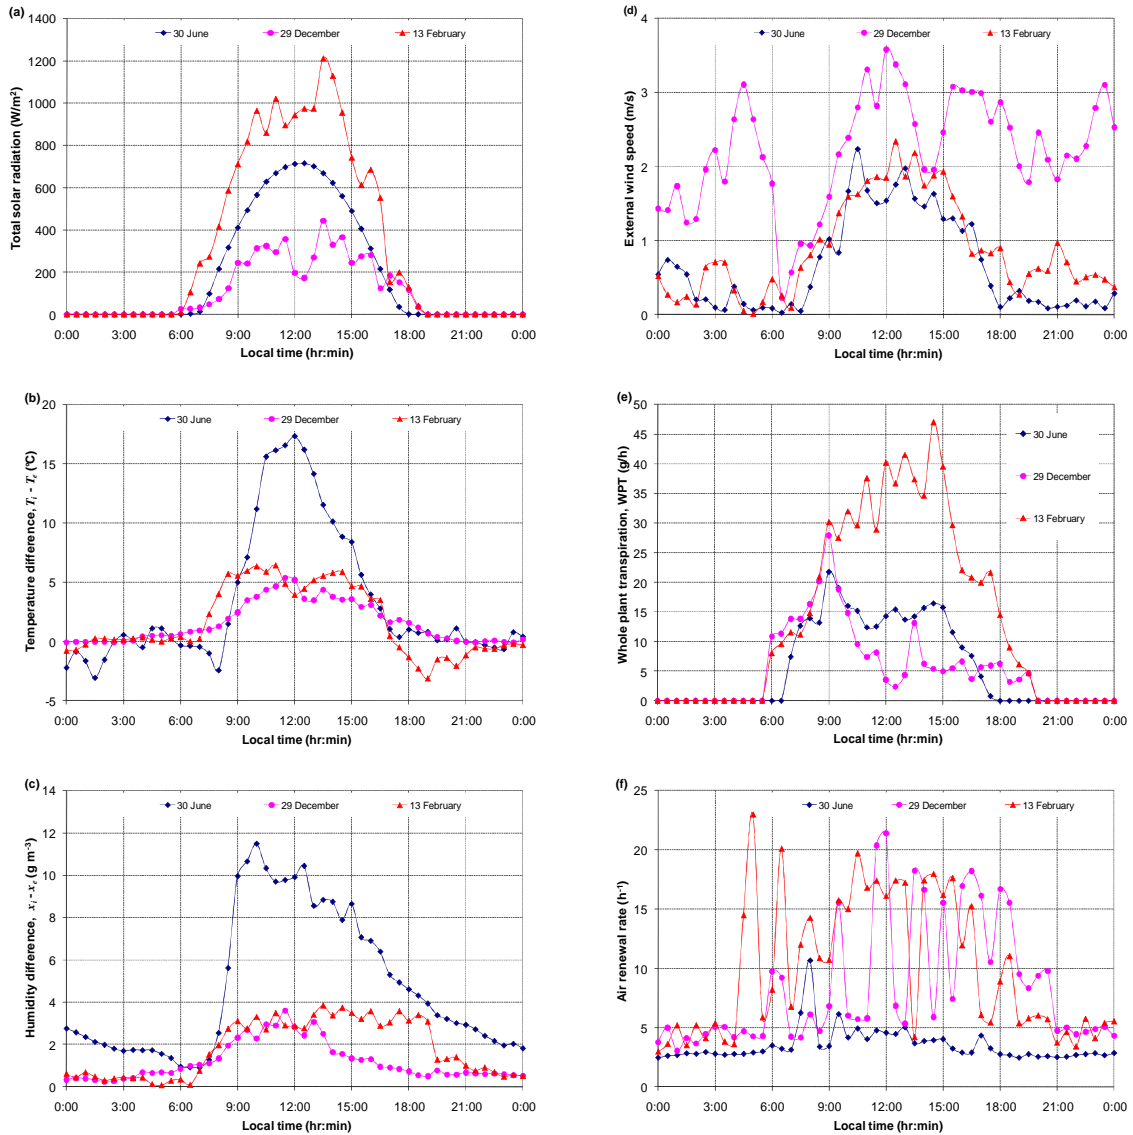 (a)
1400
1200
1000
800
600
400
200
0
Total solar radiation (W/m²)
30 June
29 December
13 February
0:00 3:00 6:00 9:00 12:00 15:00 18:00 21:00 0:00
Local time (hr:min)
(b)
20
15
10
5
0
-5
Temperature difference, T_i - T_e (℃)
30 June
29 December
13 February
0:00 3:00 6:00 9:00 12:00 15:00 18:00 21:00 0:00
Local time (hr:min)
(c)
14
12
10
8
6
4
2
0
Humidity difference, x_i - x_e (g m⁻³)
30 June
29 December
13 February
0:00 3:00 6:00 9:00 12:00 15:00 18:00 21:00 0:00
Local time (hr:min)
(d)
4
3
2
1
0
External wind speed (m/s)
30 June
29 December
13 February
0:00 3:00 6:00 9:00 12:00 15:00 18:00 21:00 0:00
Local time (hr:min)
(e)
50
45
40
35
30
25
20
15
10
5
0
Whole plant transpiration, WPT (g/h)
30 June
29 December
13 February
0:00 3:00 6:00 9:00 12:00 15:00 18:00 21:00 0:00
Local time (hr:min)
(f)
25
20
15
10
5
0
Air renewal rate (h⁻¹)
30 June
29 December
13 February
0:00 3:00 6:00 9:00 12:00 15:00 18:00 21:00 0:00
Local time (hr:min)